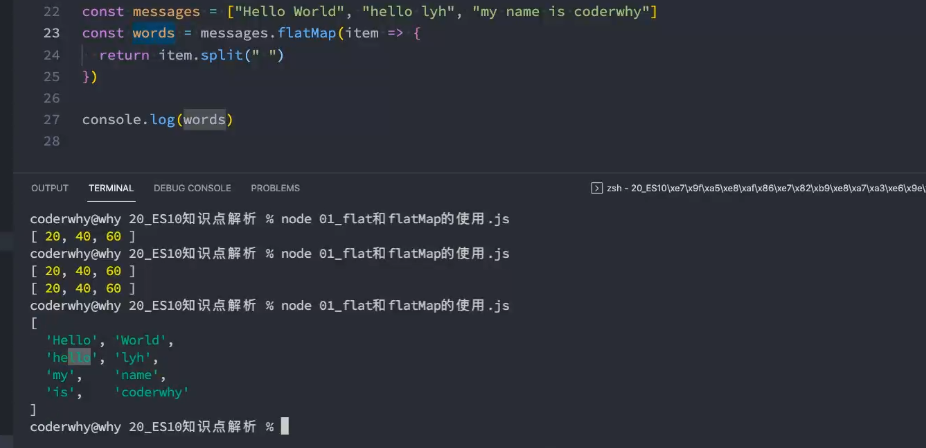 22 const messages = ["Hello World", "hello lyh", "my name is coderwhy"]
23 const words = messages.flatMap(item => {
24 return item.split(" ")
25 })
26
27 console.log(words)
28
OUTPUT TERMINAL DEBUG CONSOLE PROBLEMS zsh - 20_ES10\xe7\x9f\xa5\xe8\xaf\x86\xe7\x82\xb9\xe8\xa7\xa3\xe6\x9e\
coderwhy@why 20_ES10知识点解析 % node 01_flat和flatMap的使用.js
[ 20, 40, 60 ]
coderwhy@why 20_ES10知识点解析 % node 01_flat和flatMap的使用.js
[ 20, 40, 60 ]
[ 20, 40, 60 ]
coderwhy@why 20_ES10知识点解析 % node 01_flat和flatMap的使用.js
[
'Hello', 'World',
'hello', 'lyh',
'my', 'name',
'is', 'coderwhy'
]
coderwhy@why 20_ES10知识点解析 %